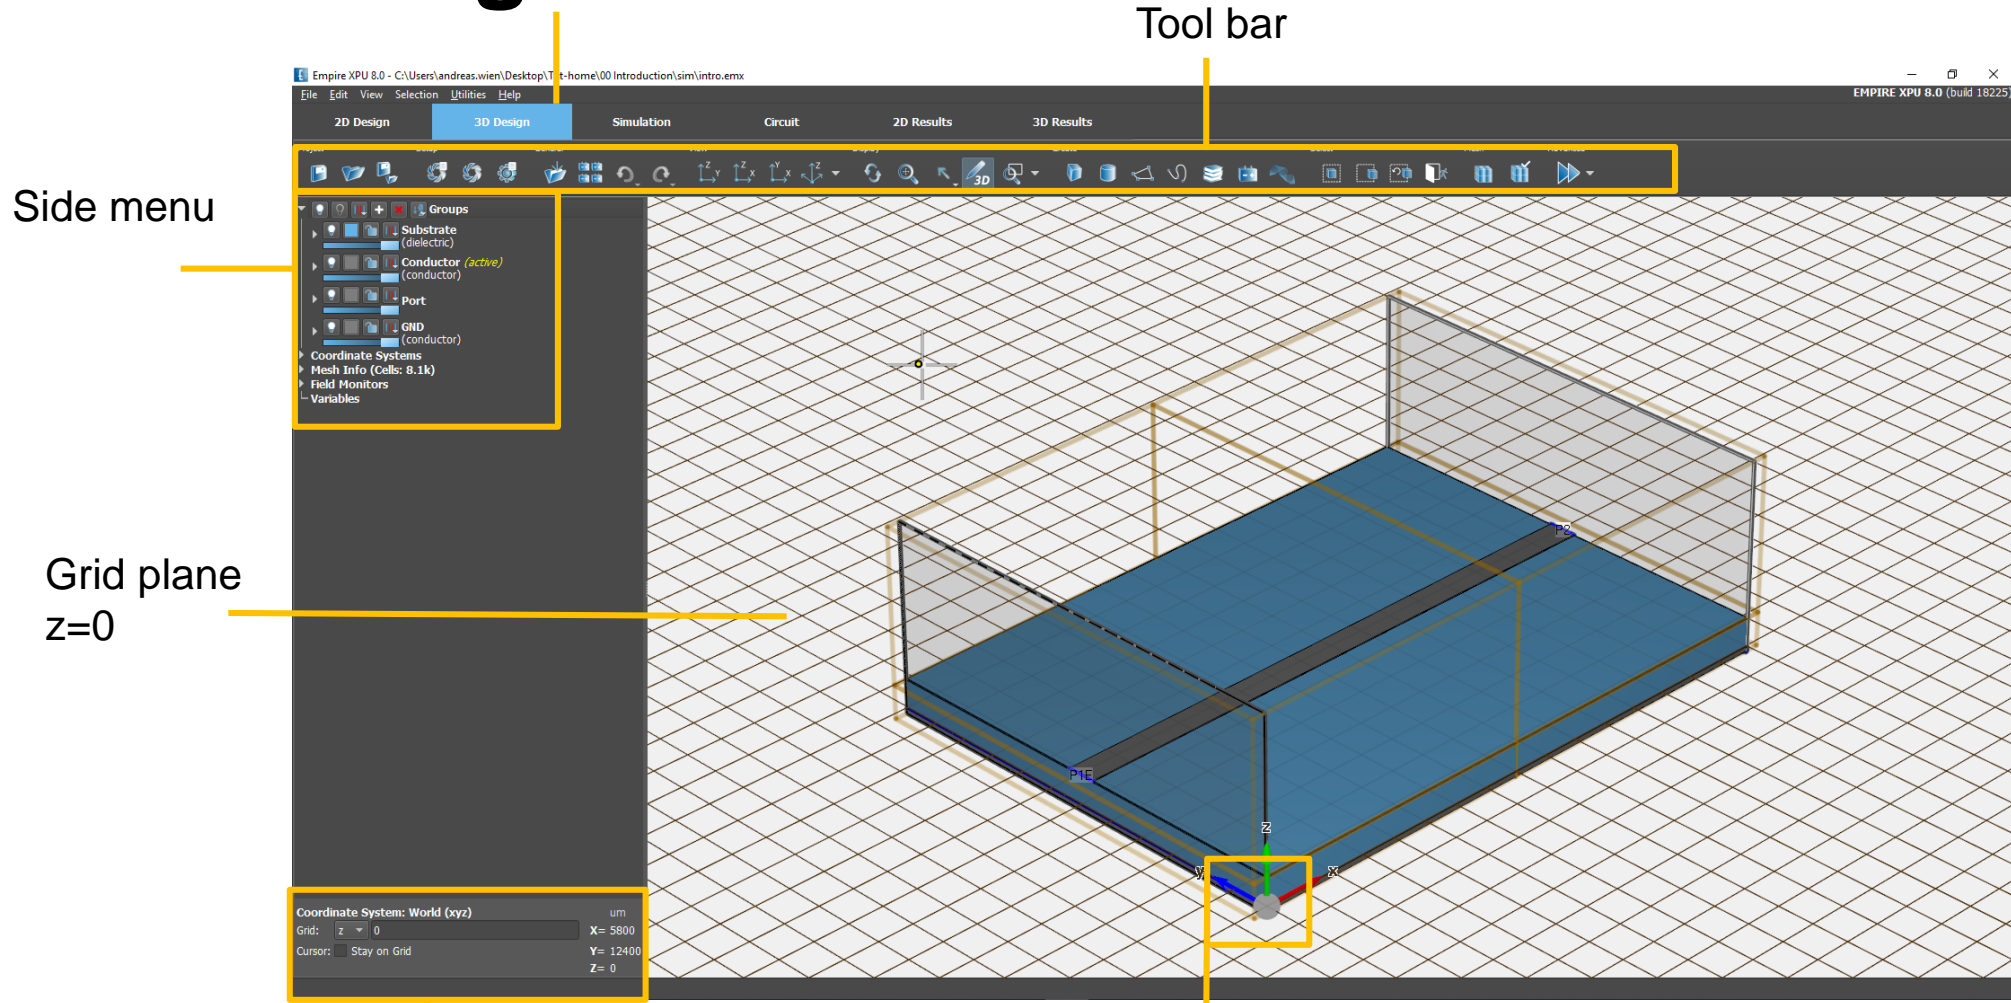 Tool bar
Empire XPU 8.0 - C:\Users\andreas.wien\Desktop\T t-home\00 Introduction\sim\intro.emx
File Edit View Selection Utilities Help
EMPIRE XPU 8.0 (build 18225)
2D Design 3D Design Simulation Circuit 2D Results 3D Results
Z Y Z X Y X Z 3D
Side menu
Groups
Substrate
(dielectric)
Conductor (active)
(conductor)
Port
GND
(conductor)
Coordinate Systems
Mesh Info (Cells: 8.1k)
Field Monitors
Variables
P2
Grid plane
z=0
P1E
z
y x
Coordinate System: World (xyz) um
Grid: z 0 X= 5800
Cursor: Stay on Grid Y= 12400
Z= 0